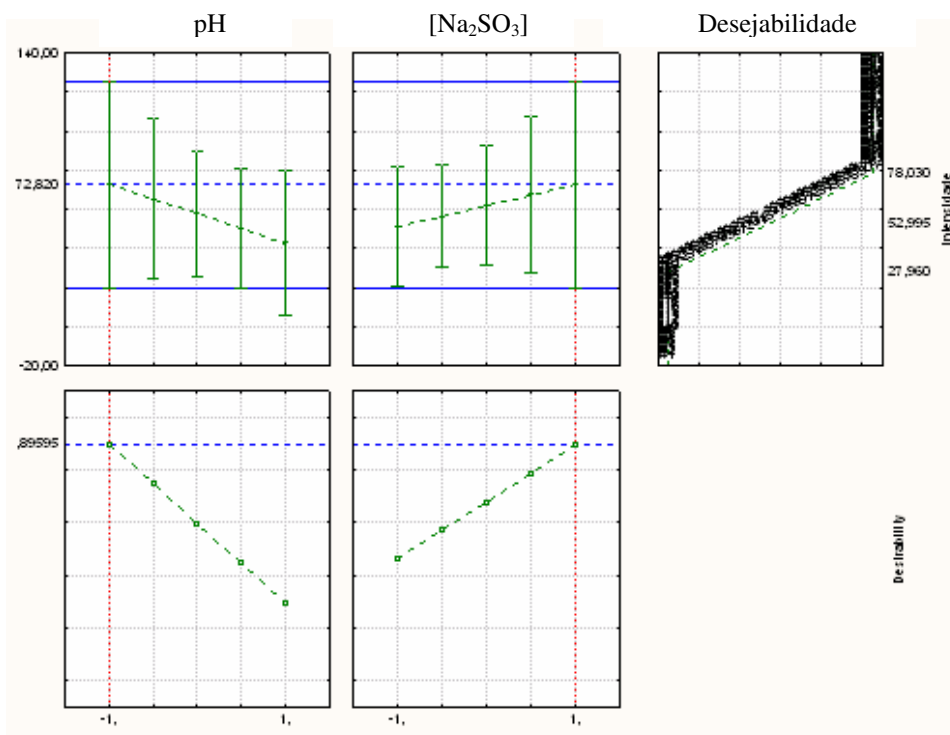 pH [Na₂SO₃] Desejabilidade
140,00
72,820
-20,00
78,030
52,995
27,960
Intensidade
,89595
Desirability
-1, 1, -1, 1,